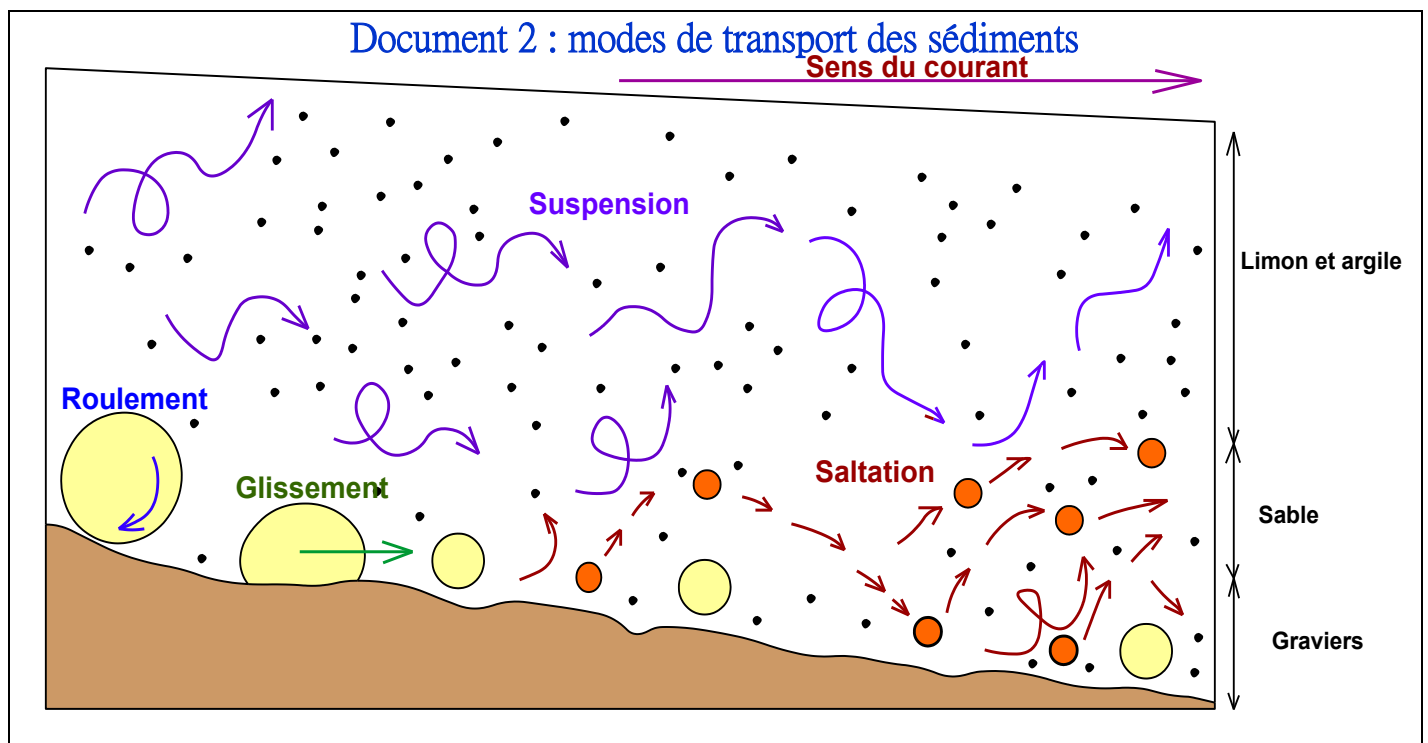 Document 2 : modes de transport des sédiments
Sens du courant
Suspension
Limon et argile
Roulement
Glissement
Saltation
Sable
Graviers